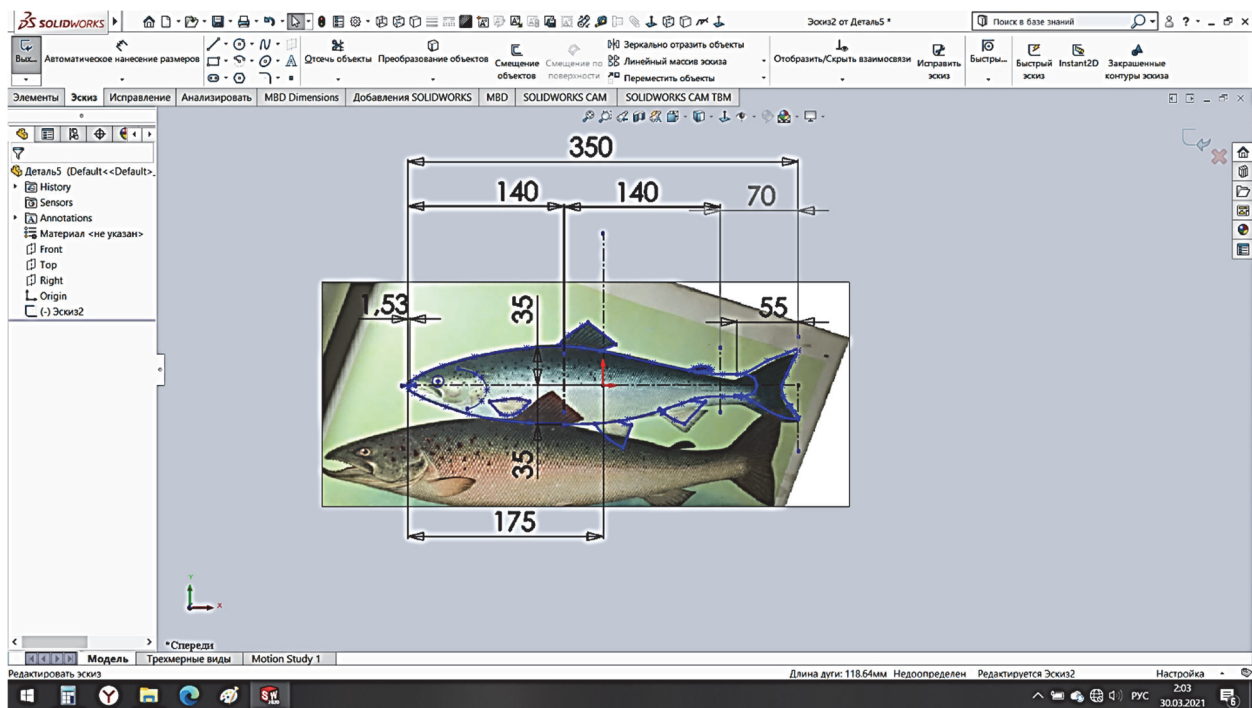 SOLIDWORKS
Эскиз2 от Деталь5 *
Поиск в базе знаний
Вых...
Автоматическое нанесение размеров
Отсечь объекты
Преобразование объектов
Смещение объектов
Смещение по поверхности
Зеркально отразить объекты
Линейный массив эскиза
Переместить объекты
Отобразить/Скрыть взаимосвязи
Исправить эскиз
Быстры...
Быстрый эскиз
Instant2D
Закрашенные контуры эскиза
Элементы
Эскиз
Исправление
Анализировать
MBD Dimensions
Добавления SOLIDWORKS
MBD
SOLIDWORKS CAM
SOLIDWORKS CAM TBM
Деталь5 (Default<<Default>_
History
Sensors
Annotations
Материал <не указан>
Front
Top
Right
Origin
(-) Эскиз2
350
140
140
70
1,53
35
55
35
175
Y
X
*Спереди
Модель
Трехмерные виды
Motion Study 1
Редактировать эскиз
Длина дуги: 118.64мм
Недоопределен
Редактируется Эскиз2
Настройка
РУС
2:03
30.03.2021
6